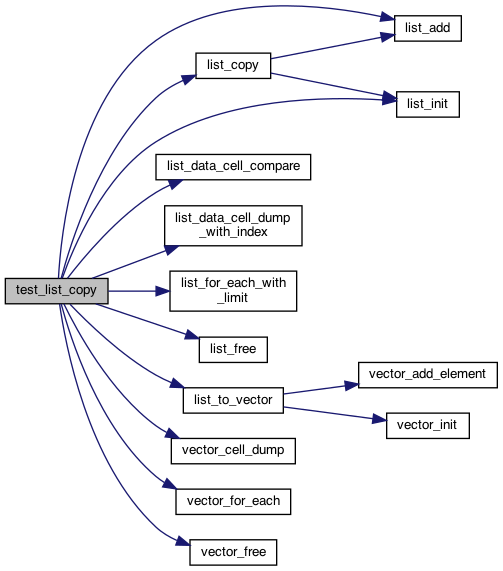 list_add
list_copy
list_init
list_data_cell_compare
list_data_cell_dump
_with_index
test_list_copy
list_for_each_with
_limit
list_free
vector_add_element
list_to_vector
vector_init
vector_cell_dump
vector_for_each
vector_free